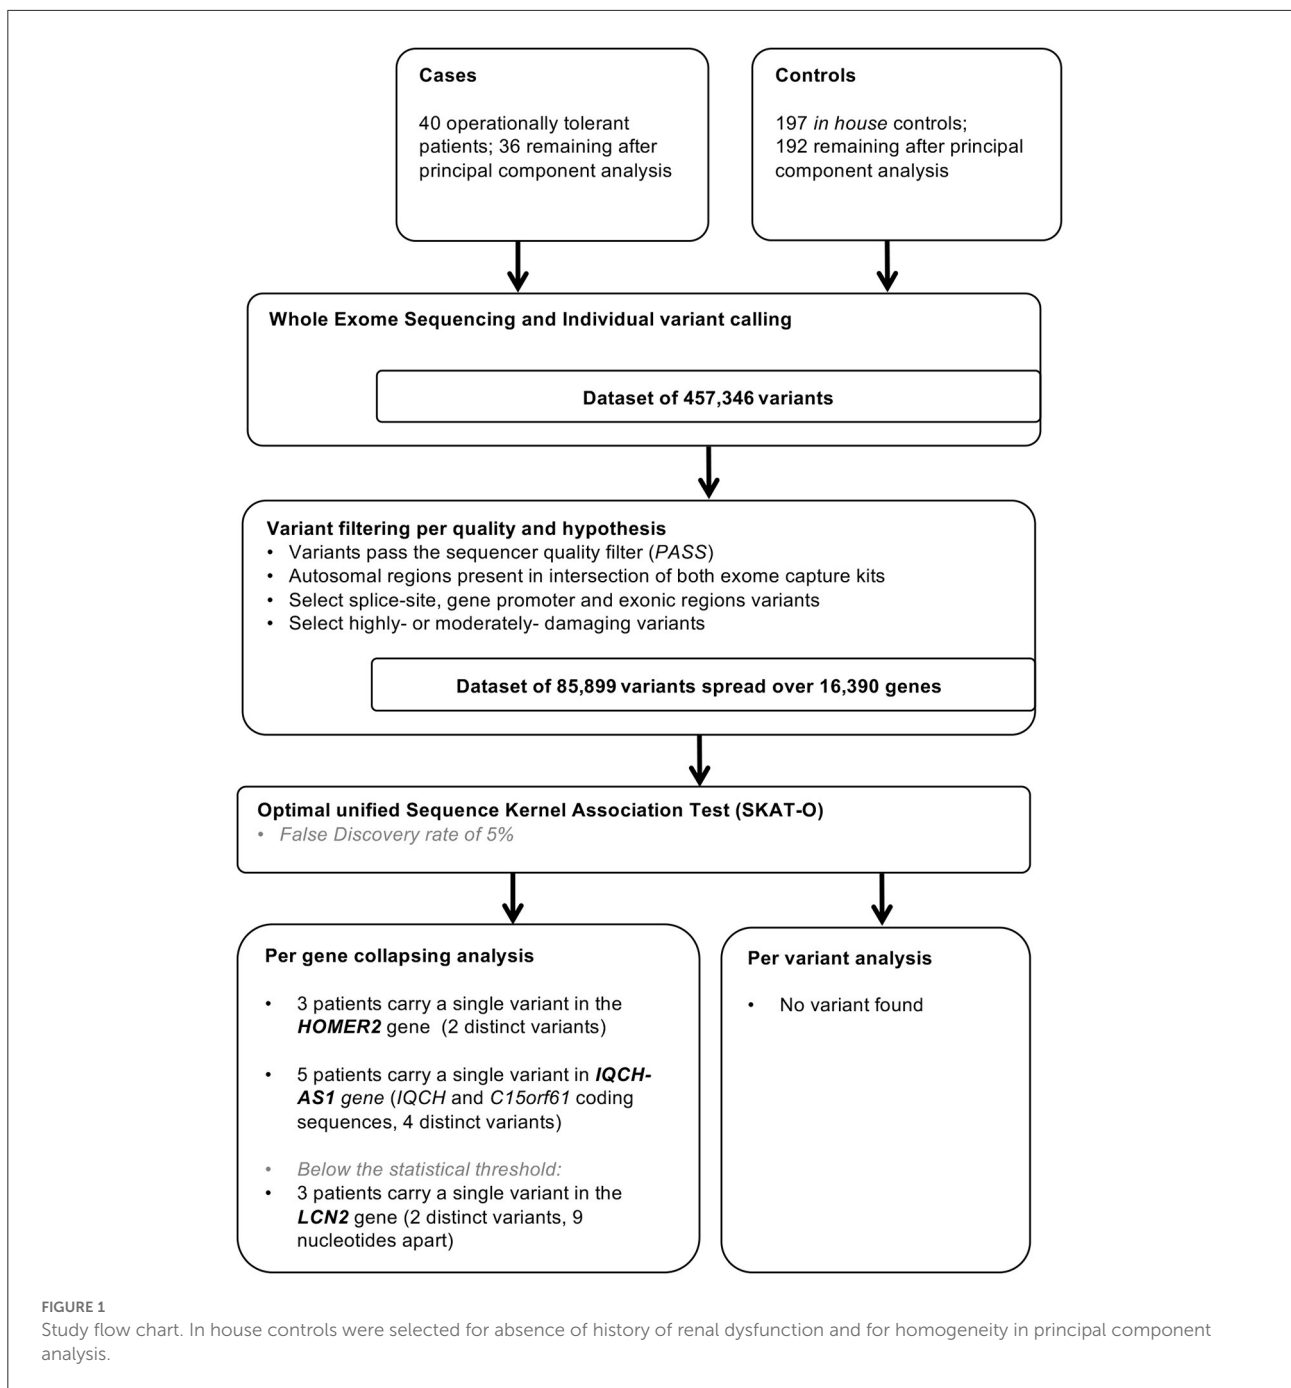 Cases
40 operationally tolerant
patients; 36 remaining after
principal component analysis
Controls
197 in house controls;
192 remaining after principal
component analysis
Whole Exome Sequencing and Individual variant calling
Dataset of 457,346 variants
Variant filtering per quality and hypothesis
• Variants pass the sequencer quality filter (PASS)
• Autosomal regions present in intersection of both exome capture kits
• Select splice-site, gene promoter and exonic regions variants
• Select highly- or moderately- damaging variants
Dataset of 85,899 variants spread over 16,390 genes
Optimal unified Sequence Kernel Association Test (SKAT-O)
• False Discovery rate of 5%
Per gene collapsing analysis
• 3 patients carry a single variant in the
HOMER2 gene (2 distinct variants)
• 5 patients carry a single variant in IQCH-
AS1 gene (IQCH and C15orf61 coding
sequences, 4 distinct variants)
• Below the statistical threshold:
• 3 patients carry a single variant in the
LCN2 gene (2 distinct variants, 9
nucleotides apart)
Per variant analysis
• No variant found
FIGURE 1
Study flow chart. In house controls were selected for absence of history of renal dysfunction and for homogeneity in principal component
analysis.